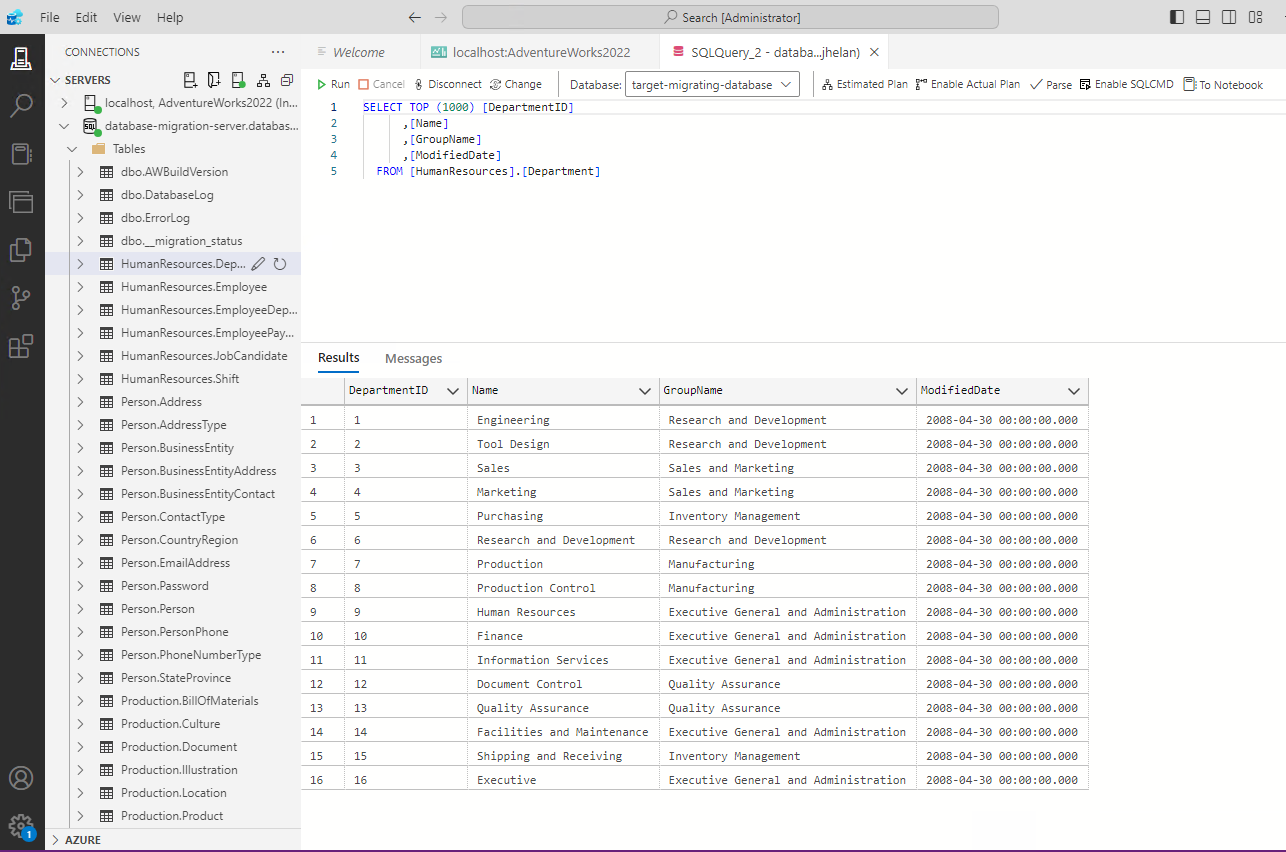 File Edit View Help
Search [Administrator]
CONNECTIONS
Welcome
localhost:AdventureWorks2022
SQLQuery_2 - databa...jhelan)
SERVERS
Run Cancel Disconnect Change Database: target-migrating-database Estimated Plan Enable Actual Plan Parse Enable SQLCMD To Notebook
localhost, AdventureWorks2022 (In...
database-migration-server.databas...
Tables
dbo.AWBuildVersion
dbo.DatabaseLog
dbo.ErrorLog
dbo.__migration_status
HumanResources.Dep...
HumanResources.Employee
HumanResources.EmployeeDep...
HumanResources.EmployeePay...
HumanResources.JobCandidate
HumanResources.Shift
Person.Address
Person.AddressType
Person.BusinessEntity
Person.BusinessEntityAddress
Person.BusinessEntityContact
Person.ContactType
Person.CountryRegion
Person.EmailAddress
Person.Password
Person.Person
Person.PersonPhone
Person.PhoneNumberType
Person.StateProvince
Production.BillOfMaterials
Production.Culture
Production.Document
Production.Illustration
Production.Location
Production.Product
AZURE
1
1 SELECT TOP (1000) [DepartmentID]
2 ,[Name]
3 ,[GroupName]
4 ,[ModifiedDate]
5 FROM [HumanResources].[Department]
Results Messages
DepartmentID Name GroupName ModifiedDate
1 1 Engineering Research and Development 2008-04-30 00:00:00.000
2 2 Tool Design Research and Development 2008-04-30 00:00:00.000
3 3 Sales Sales and Marketing 2008-04-30 00:00:00.000
4 4 Marketing Sales and Marketing 2008-04-30 00:00:00.000
5 5 Purchasing Inventory Management 2008-04-30 00:00:00.000
6 6 Research and Development Research and Development 2008-04-30 00:00:00.000
7 7 Production Manufacturing 2008-04-30 00:00:00.000
8 8 Production Control Manufacturing 2008-04-30 00:00:00.000
9 9 Human Resources Executive General and Administration 2008-04-30 00:00:00.000
10 10 Finance Executive General and Administration 2008-04-30 00:00:00.000
11 11 Information Services Executive General and Administration 2008-04-30 00:00:00.000
12 12 Document Control Quality Assurance 2008-04-30 00:00:00.000
13 13 Quality Assurance Quality Assurance 2008-04-30 00:00:00.000
14 14 Facilities and Maintenance Executive General and Administration 2008-04-30 00:00:00.000
15 15 Shipping and Receiving Inventory Management 2008-04-30 00:00:00.000
16 16 Executive Executive General and Administration 2008-04-30 00:00:00.000